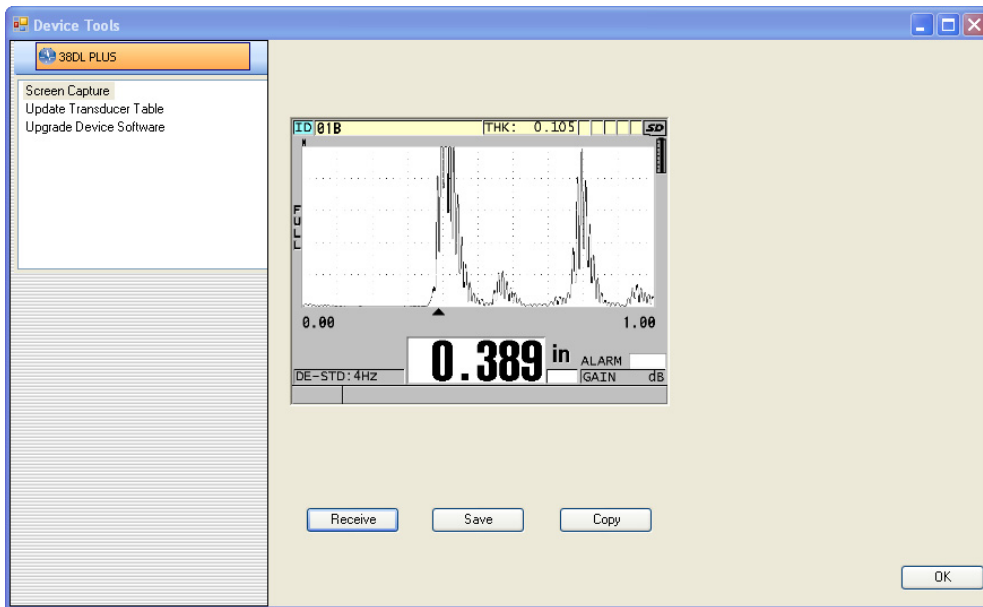 Device Tools
38DL PLUS
Screen Capture
Update Transducer Table
Upgrade Device Software
ID 01B THK: 0.105 SD
FULL
0.00 1.00
0.389 in ALARM
DE-STD:4HZ GAIN dB
Receive Save Copy
OK